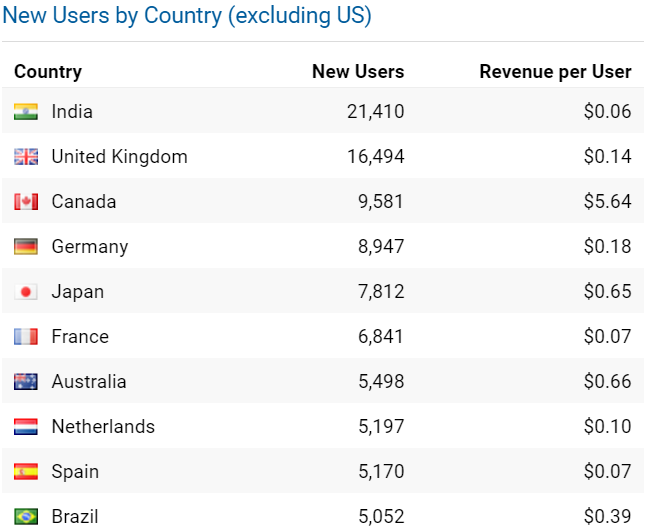 New Users by Country (excluding US)
Country New Users Revenue per User
India 21,410 $0.06
United Kingdom 16,494 $0.14
Canada 9,581 $5.64
Germany 8,947 $0.18
Japan 7,812 $0.65
France 6,841 $0.07
Australia 5,498 $0.66
Netherlands 5,197 $0.10
Spain 5,170 $0.07
Brazil 5,052 $0.39